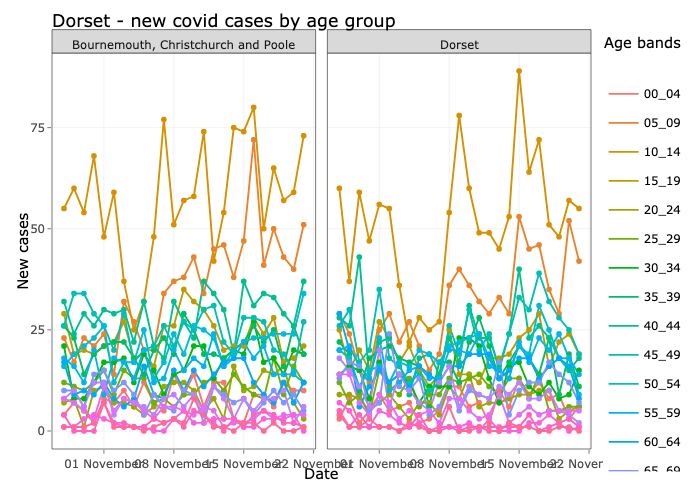 Dorset - new covid cases by age group
Bournemouth, Christchurch and Poole
Dorset
Age bands
00_04
05_09
10_14
15_19
20_24
25_29
30_34
35_39
40_44
45_49
50_54
55_59
60_64
65_69
New cases
75
50
25
0
01 November
08 November
15 November
22 November
01 November
08 November
15 November
22 Nover
Date